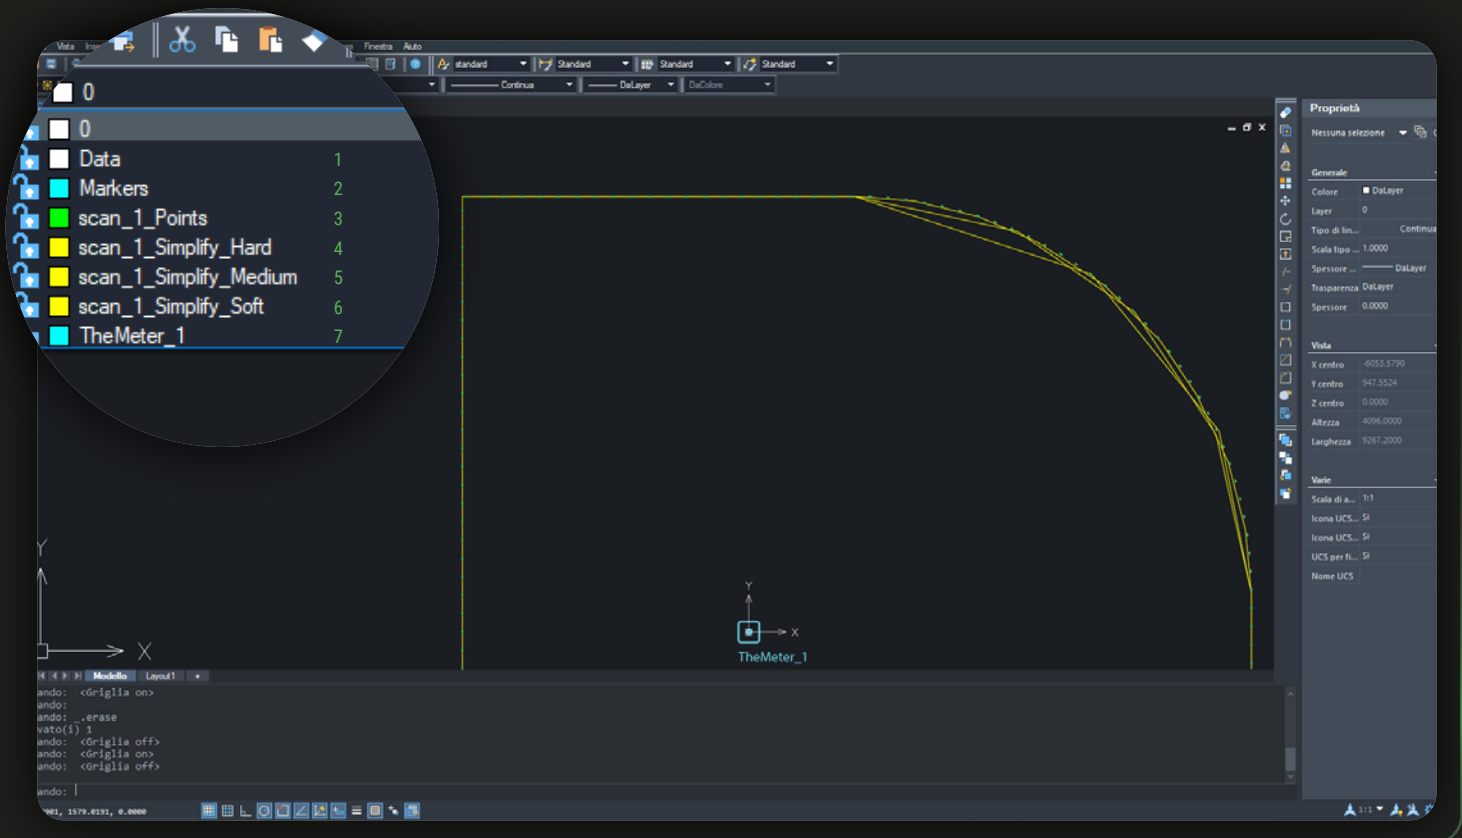 Vista
Finestra Aiuto
standard Standard Standard Standard
0
Continua DaLayer DaColore
0
Data 1
Markers 2
scan_1_Points 3
scan_1_Simplify_Hard 4
scan_1_Simplify_Medium 5
scan_1_Simplify_Soft 6
TheMeter_1 7
Proprietà
Nessuna selezione
Generale
Colore DaLayer
Layer 0
Tipo di lin... Continua
Scala tipo ... 1.0000
Spessore ... DaLayer
Trasparenza DaLayer
Spessore 0.0000
Vista
X centro -6053.5790
Y centro 947.5524
Z centro 0.0000
Altezza 4096.0000
Larghezza 9267.2000
Varie
Scala di a... 1:1
Icona UCS... Sì
Icona UCS... Sì
UCS per fi... Sì
Nome UCS
Y
X
Y
X
TheMeter_1
Modello Layout1 +
ando: <Griglia on>
ando:
ando: _.erase
vato(i) 1
ando: <Griglia off>
ando: <Griglia on>
ando: <Griglia off>
ando:
1579.0191, 0.0000
1:1